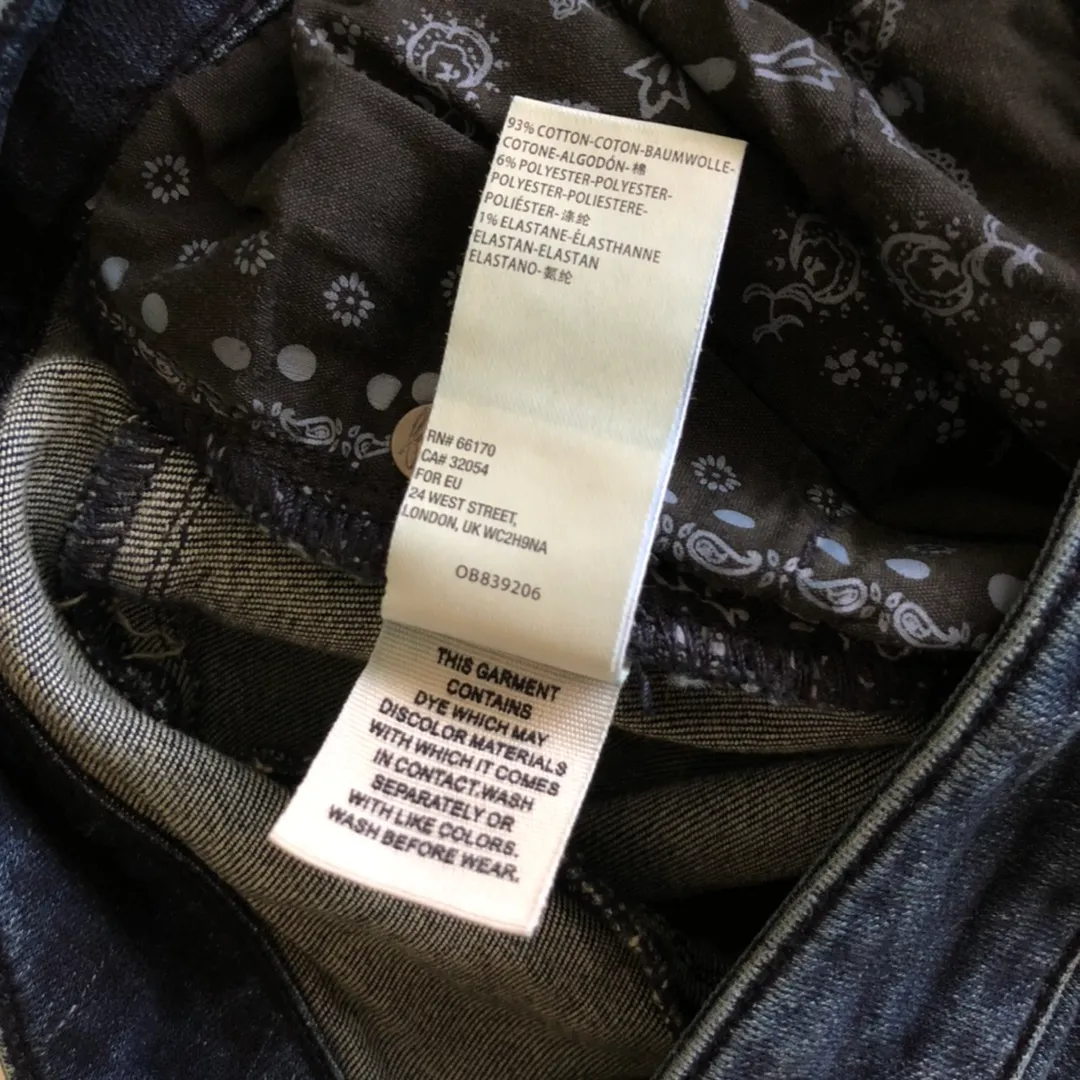 93% COTTON-COTON-BAUMWOLLE-
COTONE-ALGODÓN-棉
6% POLYESTER-POLYESTER-
POLYESTER-POLIESTERE-
POLIÉSTER-涤纶
1% ELASTANE-ÉLASTHANNE
ELASTAN-ELASTAN
ELASTANO-氨纶
RN# 66170
CA# 32054
FOR EU
24 WEST STREET,
LONDON, UK WC2H9NA
OB839206
THIS GARMENT
CONTAINS
DYE WHICH MAY
DISCOLOR MATERIALS
WITH WHICH IT COMES
IN CONTACT.WASH
SEPARATELY OR
WITH LIKE COLORS.
WASH BEFORE WEAR.